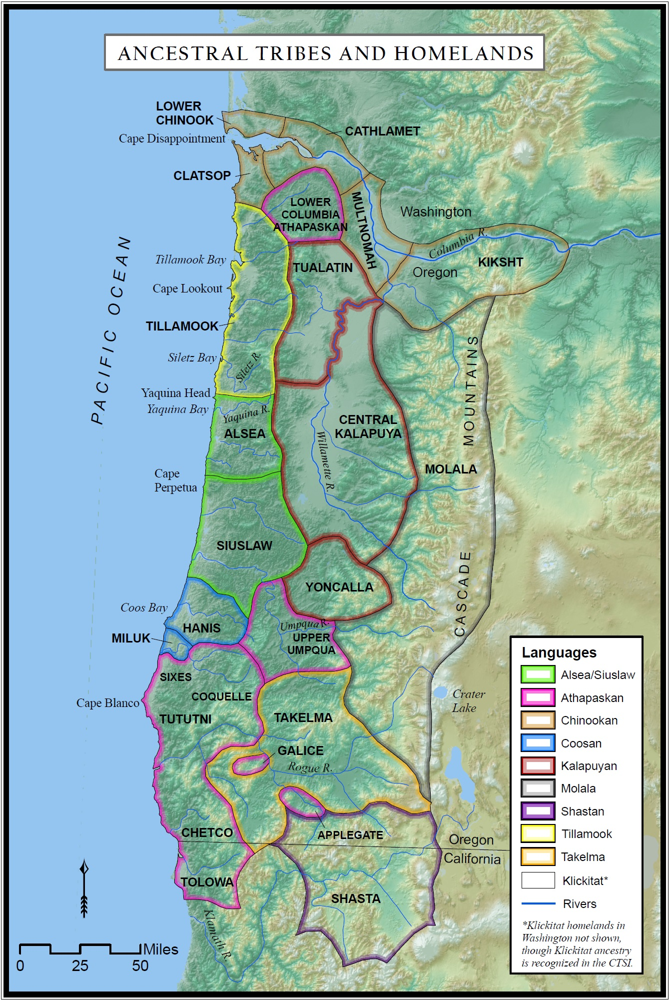 ANCESTRAL TRIBES AND HOMELANDS
LOWER
CHINOOK
Cape Disappointment
CATHLAMET
CLATSOP
LOWER
COLUMBIA
ATHAPASKAN
MULTNOMAH
Washington
Columbia R.
KIKSHT
Oregon
Tillamook Bay
TUALATIN
Cape Lookout
PACIFIC OCEAN
TILLAMOOK
Siletz Bay
Siletz R.
Yaquina Head
Yaquina Bay
Yaquina R.
ALSEA
CENTRAL
KALAPUYA
Willamette R.
MOLALA
CASCADE MOUNTAINS
Cape
Perpetua
SIUSLAW
YONCALLA
Coos Bay
HANIS
MILUK
Umpqua R.
UPPER
UMPQUA
SIXES
COQUELLE
Cape Blanco
TUTUTNI
TAKELMA
Crater
Lake
GALICE
Rogue R.
CHETCO
APPLEGATE
Oregon
California
TOLOWA
SHASTA
Klamath R.
Miles
0 25 50
Languages
Alsea/Siuslaw
Athapaskan
Chinookan
Coosan
Kalapuyan
Molala
Shastan
Tillamook
Takelma
Klickitat*
Rivers
*Klickitat homelands in
Washington not shown,
though Klickitat ancestry
is recognized in the CTSI.